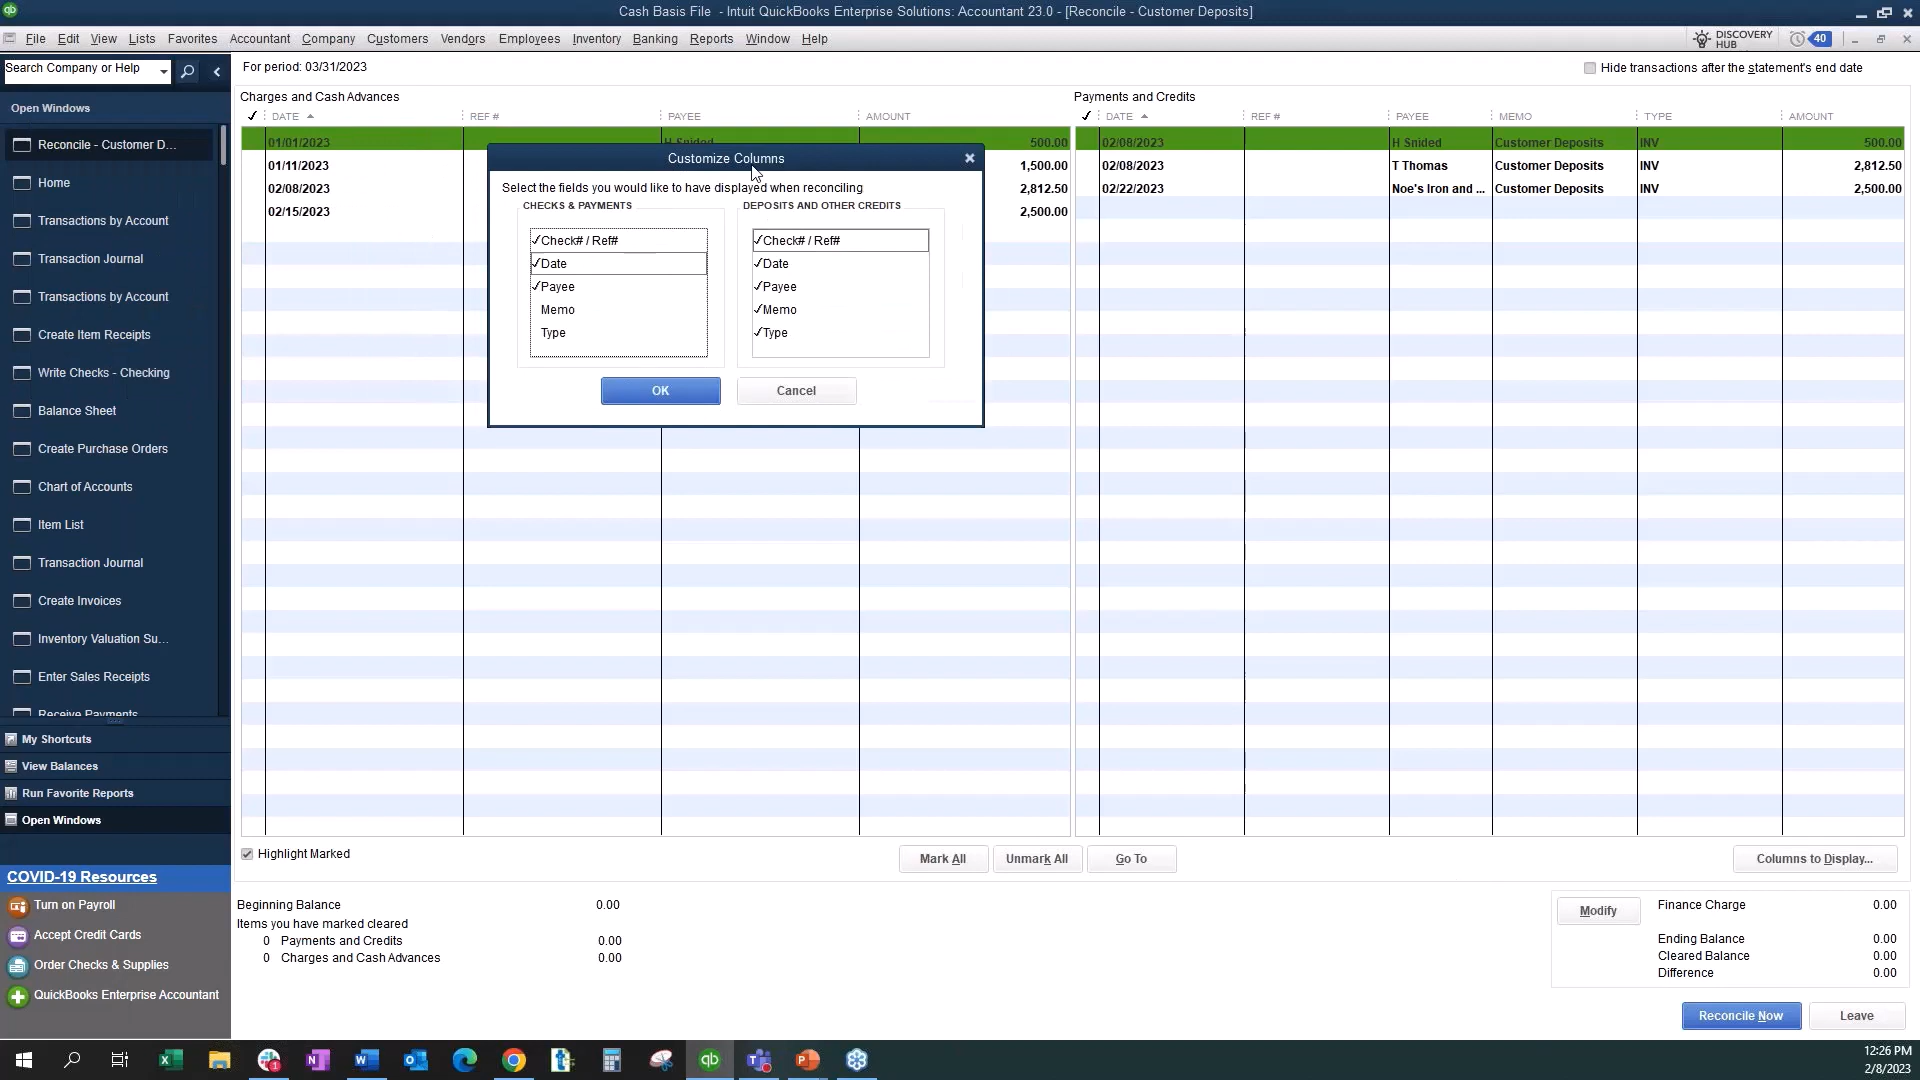 Cash Basis File - Intuit QuickBooks Enterprise Solutions: Accountant 23.0 - [Reconcile - Customer Deposits]
File Edit View Lists Favorites Accountant Company Customers Vendors Employees Inventory Banking Reports Window Help
DISCOVERY HUB 40
Search Company or Help
For period: 03/31/2023
Hide transactions after the statement's end date
Open Windows
Reconcile - Customer D...
Home
Transactions by Account
Transaction Journal
Transactions by Account
Create Item Receipts
Write Checks - Checking
Balance Sheet
Create Purchase Orders
Chart of Accounts
Item List
Transaction Journal
Create Invoices
Inventory Valuation Su...
Enter Sales Receipts
Receive Payments
My Shortcuts
View Balances
Run Favorite Reports
Open Windows
COVID-19 Resources
Turn on Payroll
Accept Credit Cards
Order Checks & Supplies
QuickBooks Enterprise Accountant
Charges and Cash Advances
✓ DATE REF # PAYEE AMOUNT
01/01/2023 H Snided 500.00
01/11/2023 1,500.00
02/08/2023 2,812.50
02/15/2023 2,500.00
Payments and Credits
✓ DATE REF # PAYEE MEMO TYPE AMOUNT
02/08/2023 H Snided Customer Deposits INV 500.00
02/08/2023 T Thomas Customer Deposits INV 2,812.50
02/22/2023 Noe's Iron and ... Customer Deposits INV 2,500.00
Customize Columns
Select the fields you would like to have displayed when reconciling
CHECKS & PAYMENTS
✓Check# / Ref#
✓Date
✓Payee
Memo
Type
DEPOSITS AND OTHER CREDITS
✓Check# / Ref#
✓Date
✓Payee
✓Memo
✓Type
OK Cancel
Highlight Marked
Mark All Unmark All Go To Columns to Display...
Beginning Balance 0.00
Items you have marked cleared
0 Payments and Credits 0.00
0 Charges and Cash Advances 0.00
Modify
Finance Charge 0.00
Ending Balance 0.00
Cleared Balance 0.00
Difference 0.00
Reconcile Now Leave
12:26 PM
2/8/2023